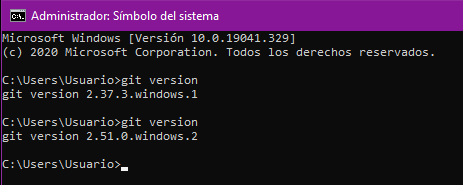 Administrador: Símbolo del sistema
Microsoft Windows [Versión 10.0.19041.329]
(c) 2020 Microsoft Corporation. Todos los derechos reservados.
C:\Users\Usuario>git version
git version 2.37.3.windows.1
C:\Users\Usuario>git version
git version 2.51.0.windows.2
C:\Users\Usuario>